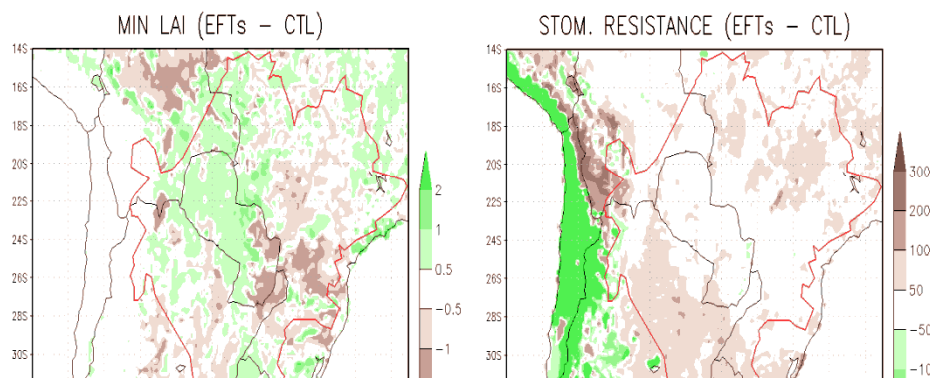 MIN LAI (EFTs - CTL)
STOM. RESISTANCE (EFTs - CTL)
14S
16S
18S
20S
22S
24S
26S
28S
30S
2
1
0.5
-0.5
-1
14S
16S
18S
20S
22S
24S
26S
28S
30S
300
200
100
50
-50